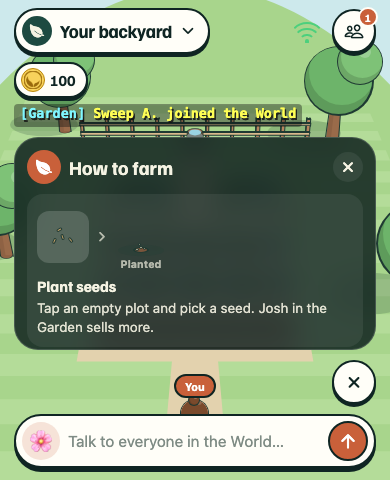 Your backyard
1
100
[Garden] Sweep A. joined the World
How to farm
Planted
Plant seeds
Tap an empty plot and pick a seed. Josh in the
Garden sells more.
You
Talk to everyone in the World...